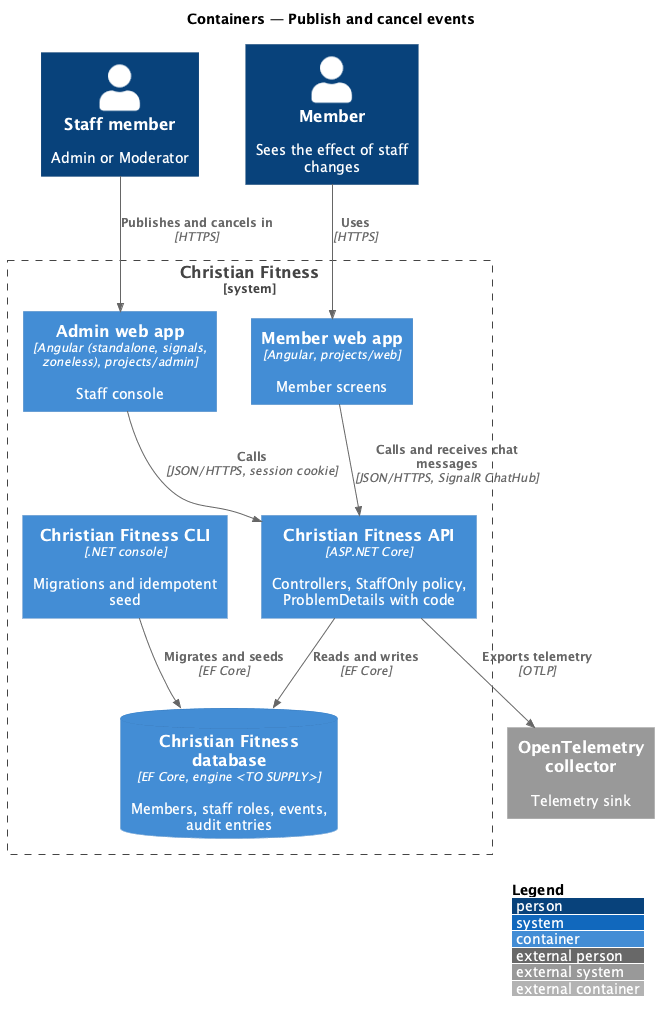 Containers — Publish and cancel events
Staff member
Admin or Moderator
Member
Sees the effect of staff
changes
Publishes and cancels in
[HTTPS]
Uses
[HTTPS]
Christian Fitness
[system]
Admin web app
[Angular (standalone, signals,
zoneless), projects/admin]
Staff console
Member web app
[Angular, projects/web]
Member screens
Calls
[JSON/HTTPS, session cookie]
Calls and receives chat
messages
[JSON/HTTPS, SignalR ChatHub]
Christian Fitness CLI
[.NET console]
Migrations and idempotent
seed
Christian Fitness API
[ASP.NET Core]
Controllers, StaffOnly policy,
ProblemDetails with code
Migrates and seeds
[EF Core]
Reads and writes
[EF Core]
Exports telemetry
[OTLP]
Christian Fitness
database
[EF Core, engine <TO SUPPLY>]
Members, staff roles, events,
audit entries
OpenTelemetry
collector
Telemetry sink
Legend
person
system
container
external person
external system
external container